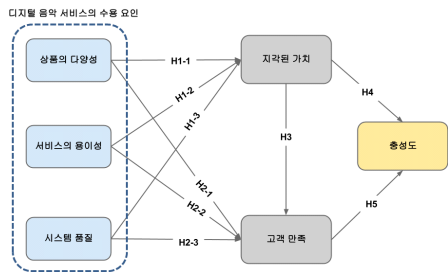 디지털 음악 서비스의 수용 요인
상품의 다양성
H1-1
지각된 가치
H1-2
H1-3
H4
서비스의 용이성
H3
충성도
H2-1
H2-2
H5
시스템 품질
H2-3
고객 만족